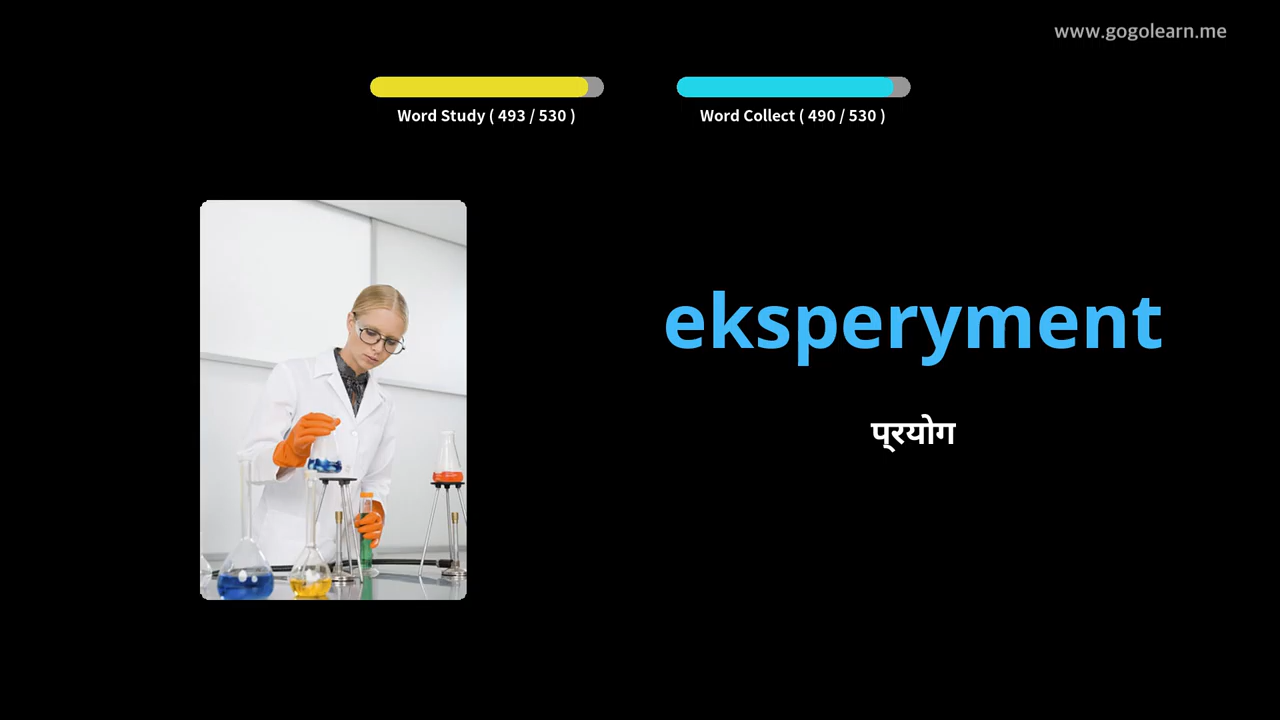 www.gogolearn.me
Word Study ( 493 / 530 )
Word Collect ( 490 / 530 )
eksperyment
प्रयोग